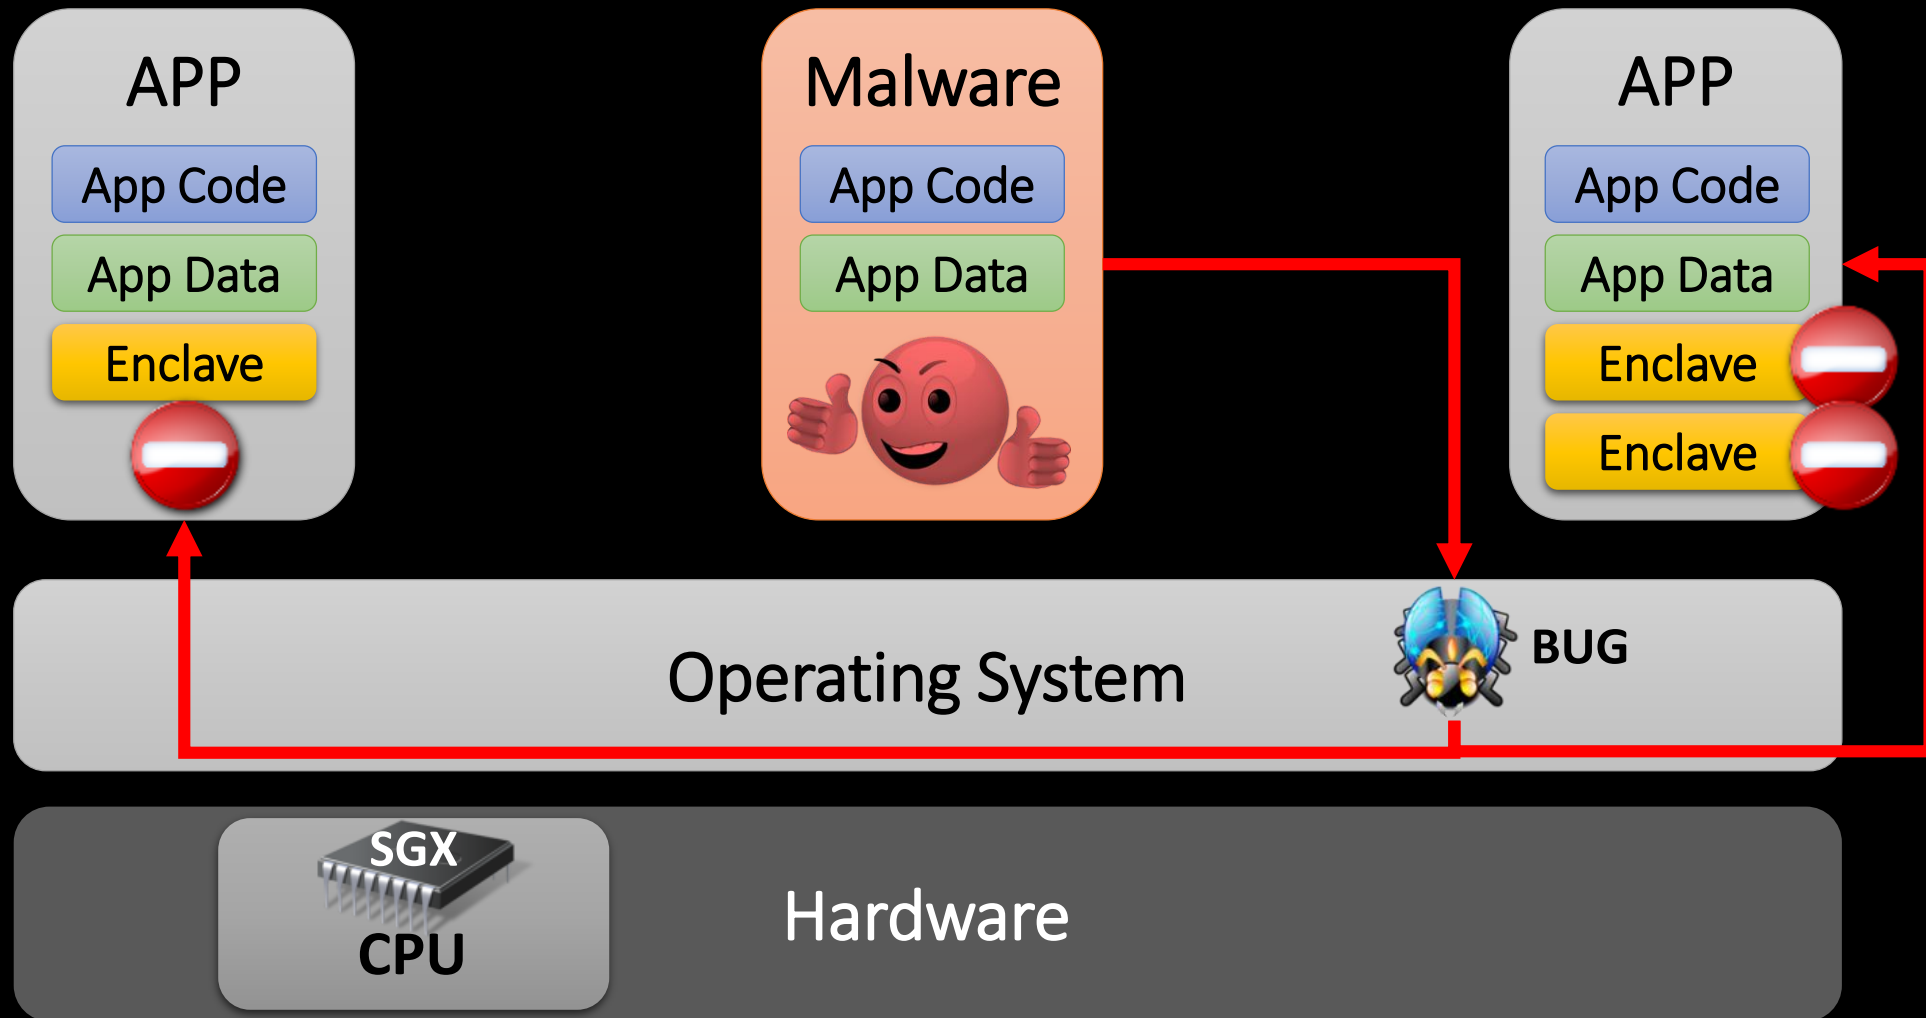 APP
App Code
App Data
Enclave
Malware
App Code
App Data
APP
App Code
App Data
Enclave
Enclave
Operating System
BUG
SGX
CPU
Hardware